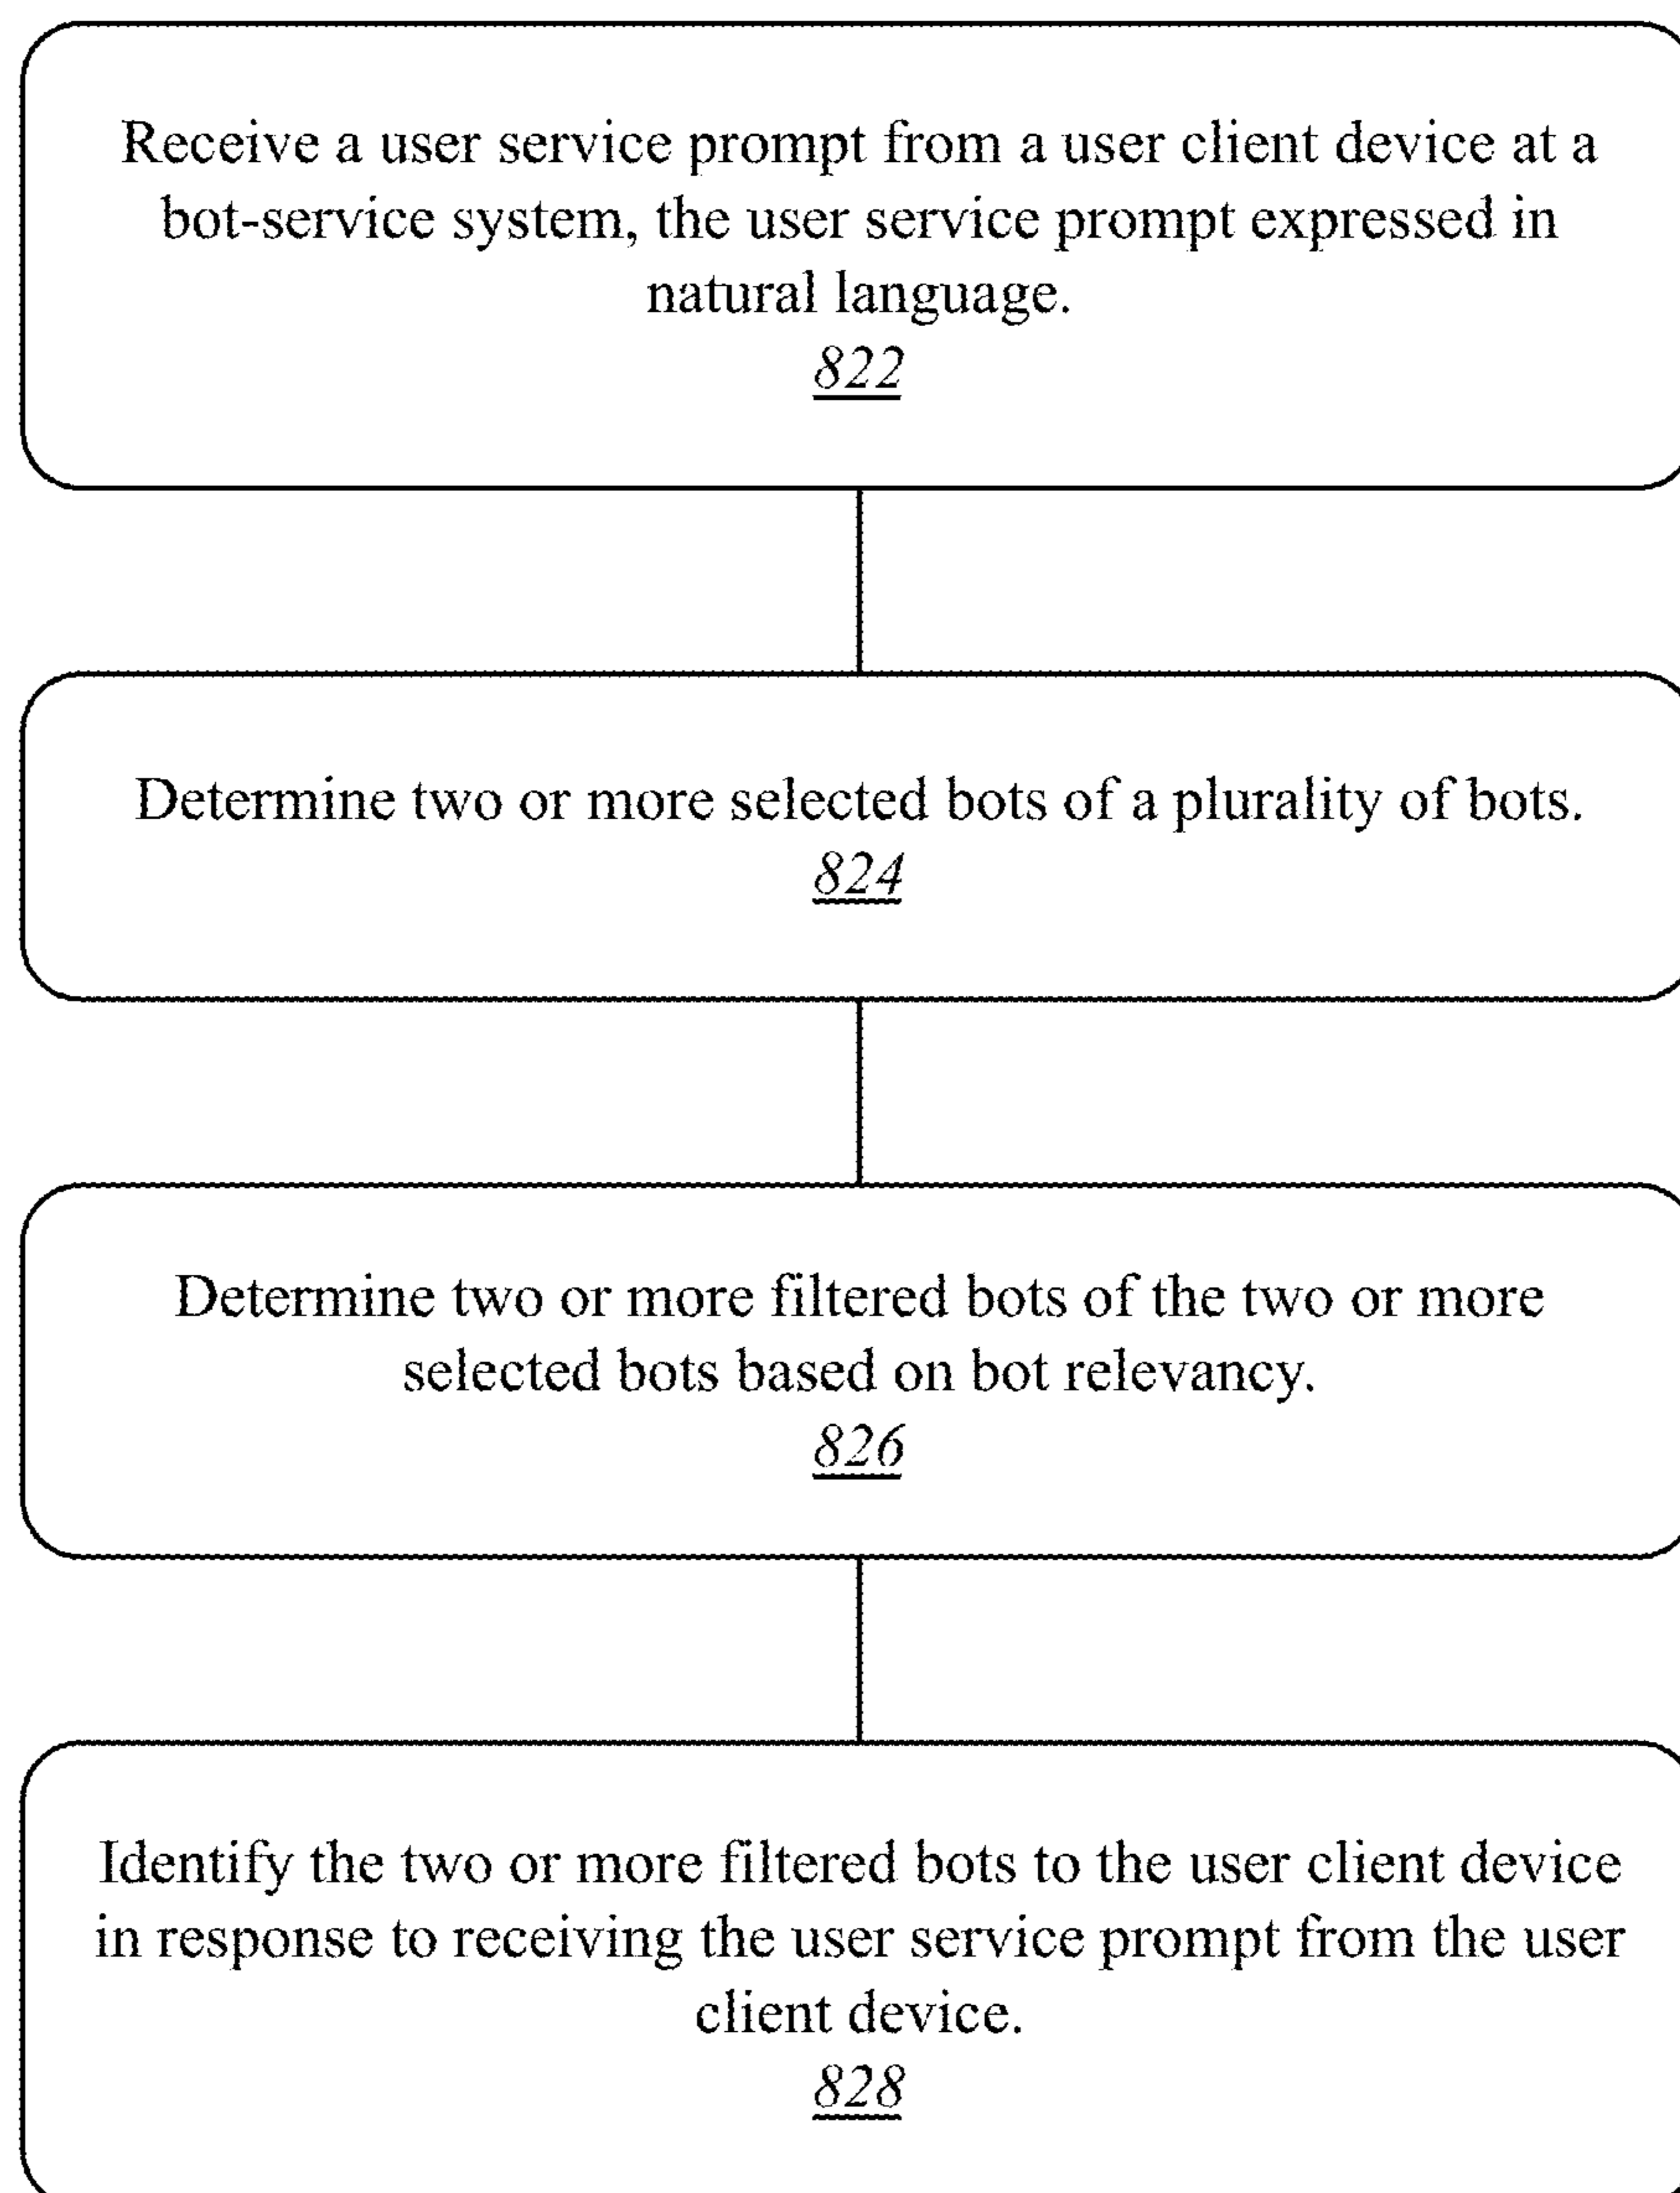 Receive a user service prompt from a user client device at a
bot-service system, the user service prompt expressed in
natural language.
822
Determine two or more selected bots of a plurality of bots.
824
Determine two or more filtered bots of the two or more
selected bots based on bot relevancy.
826
Identify the two or more filtered bots to the user client device
in response to receiving the user service prompt from the user
client device.
828